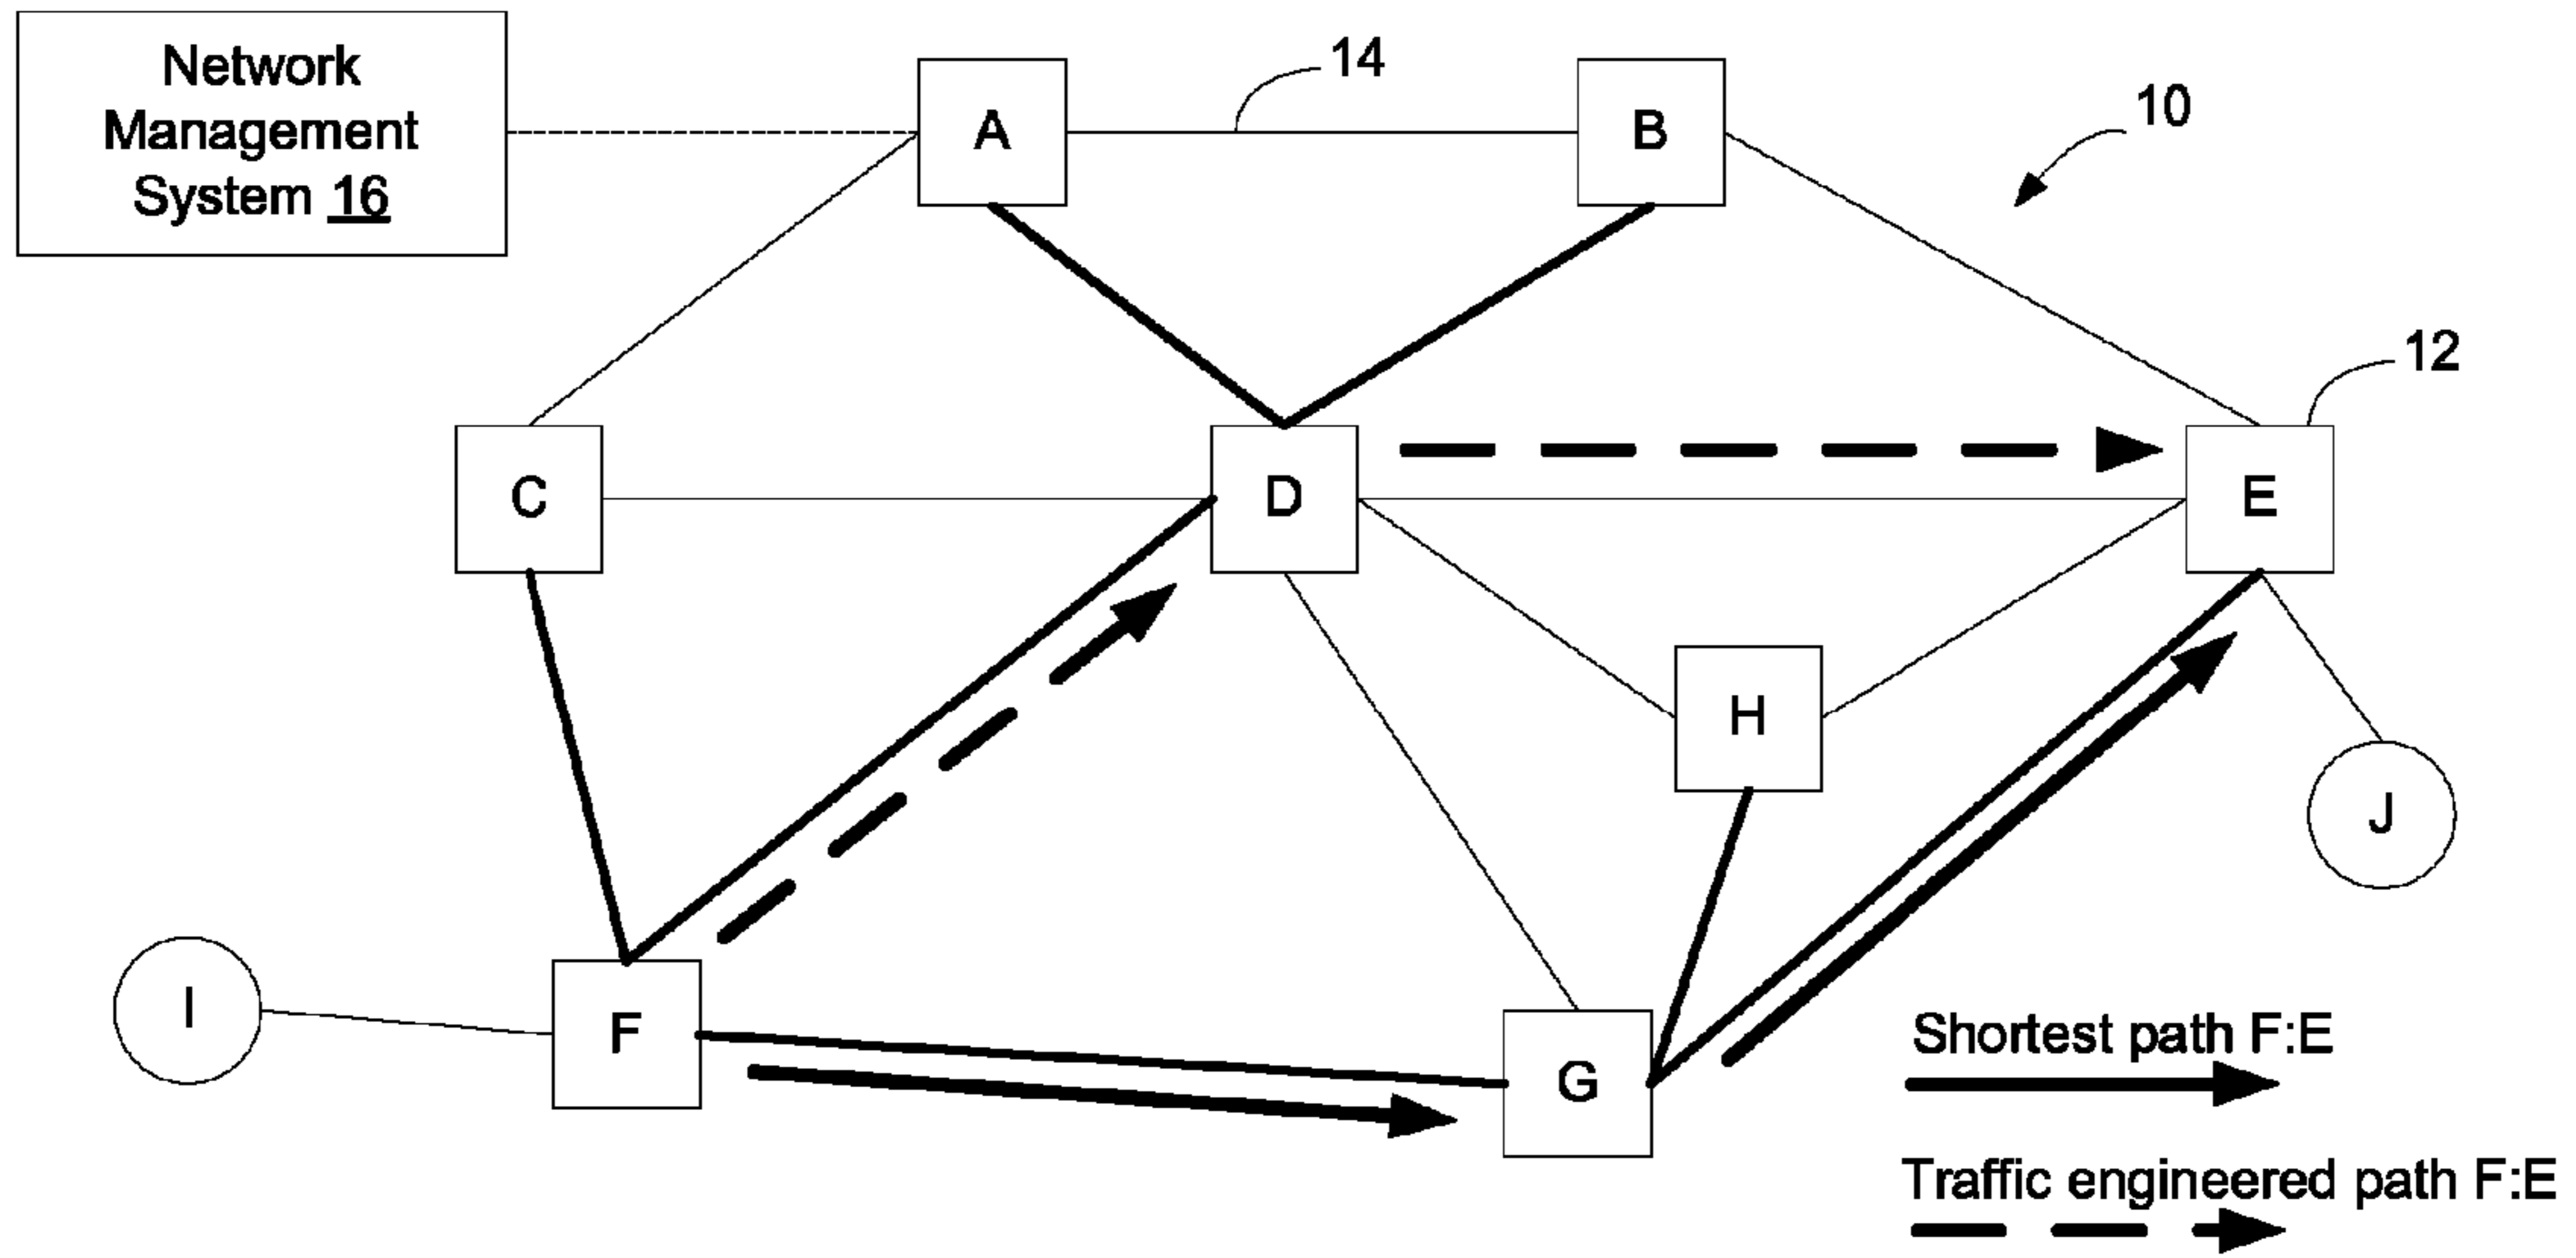 Network
Management
System 16
A
14
B
10
12
C
D
E
H
J
I
F
G
Shortest path F:E
Traffic engineered path F:E